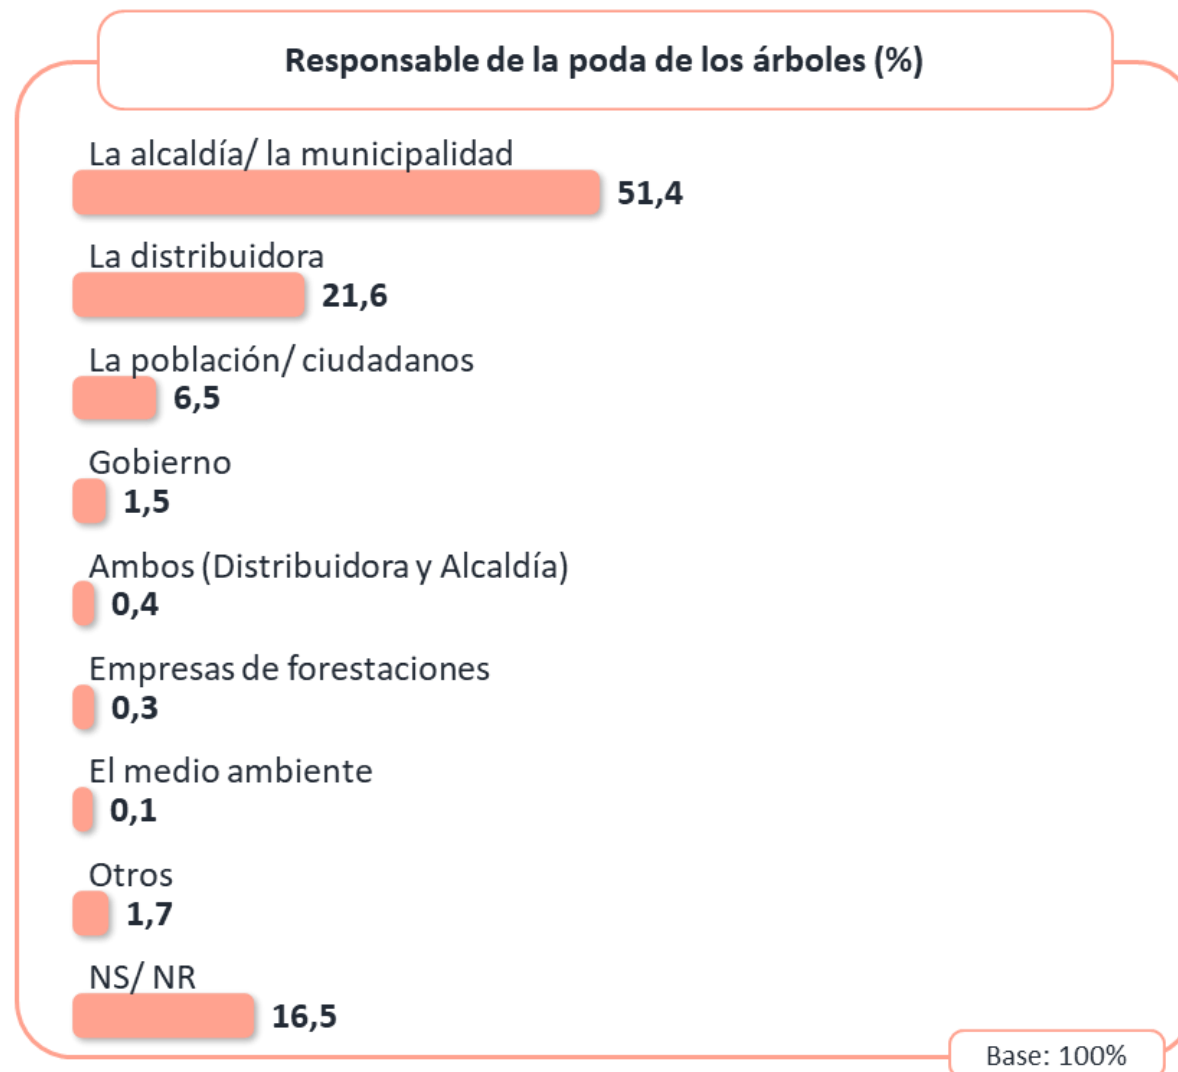 Responsable de la poda de los árboles (%)
La alcaldía/ la municipalidad
51,4
La distribuidora
21,6
La población/ ciudadanos
6,5
Gobierno
1,5
Ambos (Distribuidora y Alcaldía)
0,4
Empresas de forestaciones
0,3
El medio ambiente
0,1
Otros
1,7
NS/ NR
16,5
Base: 100%